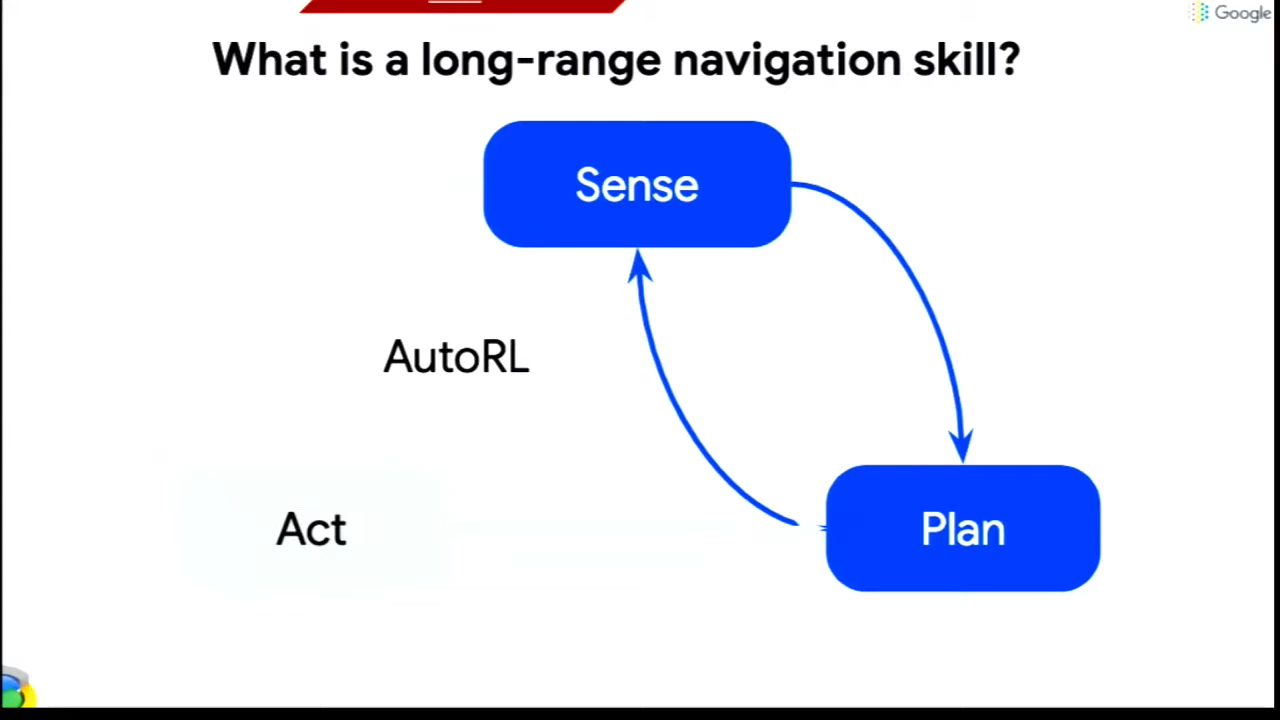 Google
What is a long-range navigation skill?
Sense
AutoRL
Act
Plan